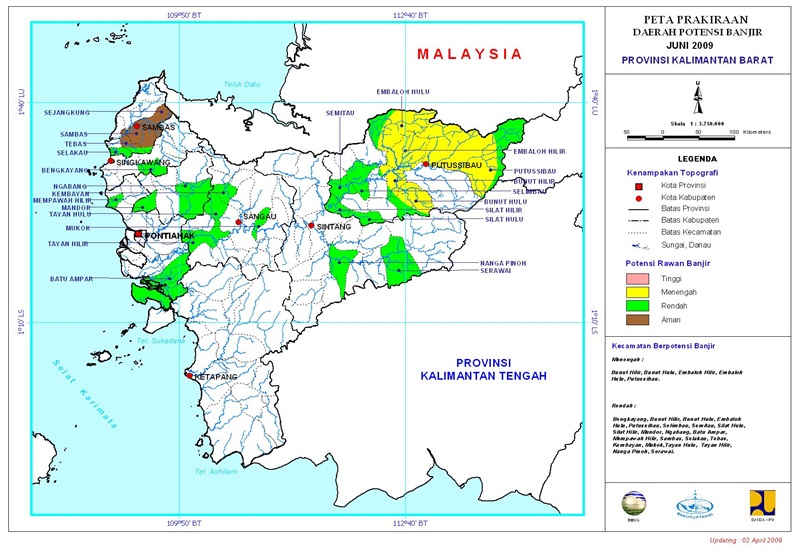 109°50' BT
112°40' BT
PETA PRAKIRAAN
DAERAH POTENSI BANJIR
JUNI 2009
PROVINSI KALIMANTAN BARAT
MALAYSIA
Teluk Datu
1°40' LU
1°40' LU
EMBALOH HULU
SEJANGKUNG
SEMITAU
SAMBAS
SAMBAS
TEBAS
SELAKAU
SINGKAWANG
BENGKAYANG
EMBALOH HILIR
PUTUSSIBAU
PUTUSSIBAU
BUNUT HILIR
SELIMBAU
BUNUT HULU
SILAT HILIR
SILAT HULU
NGABANG
KEMBAYAN
MEMPAWAH HILIR
MANDOR
TAYAN HULU
MUKOK
PONTIANAK
TAYAN HILIR
SANGAU
SINTANG
NANGA PINOH
SERAWAI
BATU AMPAR
1°10' LS
1°10' LS
Tel. Sukadana
Selat Karimata
KETAPANG
PROVINSI
KALIMANTAN TENGAH
Tel. Airhitam
109°50' BT
112°40' BT
U
Skala 1 : 3,750,000
50 0 50 100 Kilometers
LEGENDA
Kenampakan Topografi
Kota Provinsi
Kota Kabupaten
Batas Provinsi
Batas Kabupaten
Batas Kecamatan
Sungai, Danau
Potensi Rawan Banjir
Tinggi
Menengah
Rendah
Aman
Kecamatan Berpotensi Banjir
Menengah :
Bunut Hilir, Bunut Hulu, Embaloh Hilir, Embaloh
Hulu, Putussibau.
Rendah :
Bengkayang, Bunut Hilir, Bunut Hulu, Embaloh
Hulu, Putussibau, Selimbau, Semitau, Silat Hulu,
Silat Hilir, Mandor, Ngabang, Batu Ampar,
Mempawah Hilir, Sambas, Selakau, Tebas,
Kembayan, Mukok,Tayan Hulu, Tayan Hilir,
Nanga Pinoh, Serawai.
BMG
BAKOSURTANAL
Updating : 02 April 2009